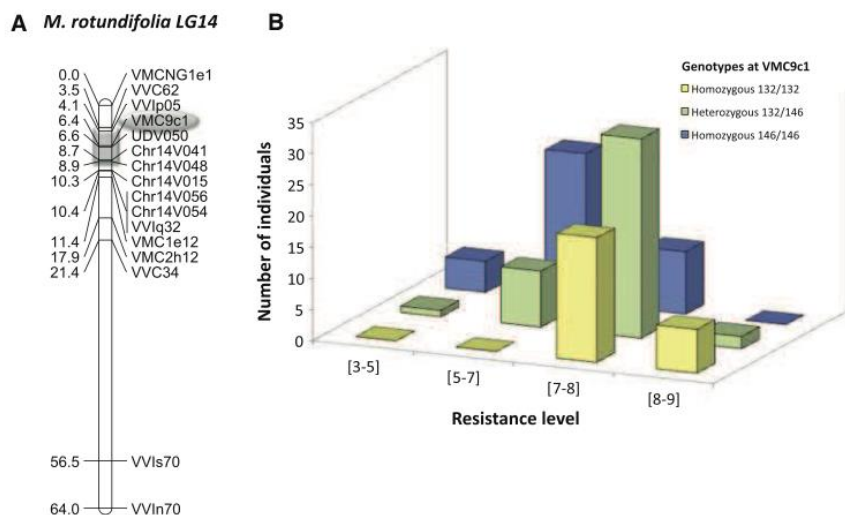 A M. rotundifolia LG14
0.0 VMCNG1e1
3.5 VVC62
4.1 VVIp05
6.4 VMC9c1
6.6 UDV050
8.7 Chr14V041
8.9 Chr14V048
10.3 Chr14V015
Chr14V056
10.4 Chr14V054
VVIq32
11.4 VMC1e12
17.9 VMC2h12
21.4 VVC34
56.5 VVIs70
64.0 VVIn70
B
Genotypes at VMC9c1
Homozygous 132/132
Heterozygous 132/146
Homozygous 146/146
Number of individuals
35
30
25
20
15
10
5
0
[3-5]
[5-7]
[7-8]
[8-9]
Resistance level